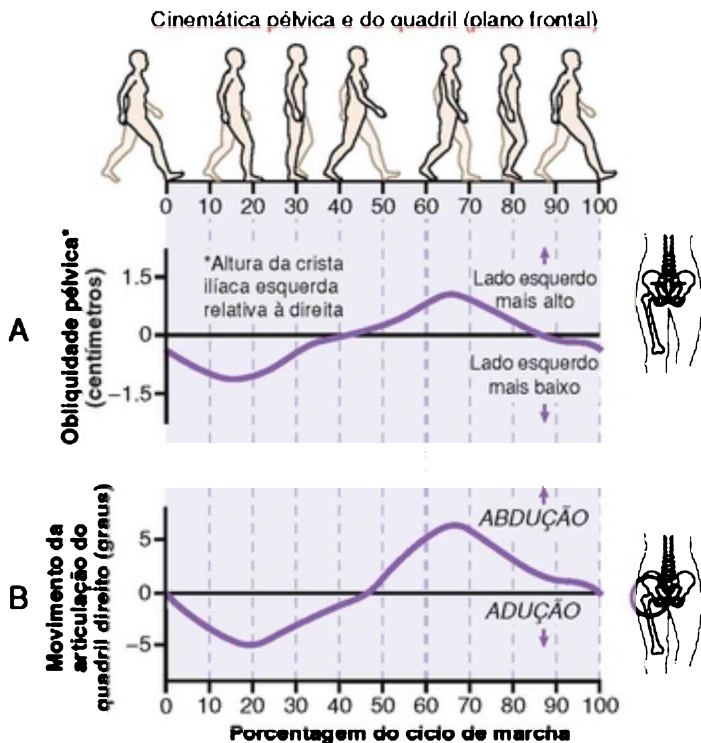 Cinemática pélvica e do quadril (plano frontal)
0 10 20 30 40 50 60 70 80 90 100
A
Obliquidade pélvica*
(centímetros)
1.5
0
−1.5
*Altura da crista
ilíaca esquerda
relativa à direita
Lado esquerdo
mais alto
Lado esquerdo
mais baixo
B
Movimento da
articulação do
quadril direito (graus)
5
0
−5
ABDUÇÃO
ADUÇÃO
0 10 20 30 40 50 60 70 80 90 100
Porcentagem do ciclo de marcha